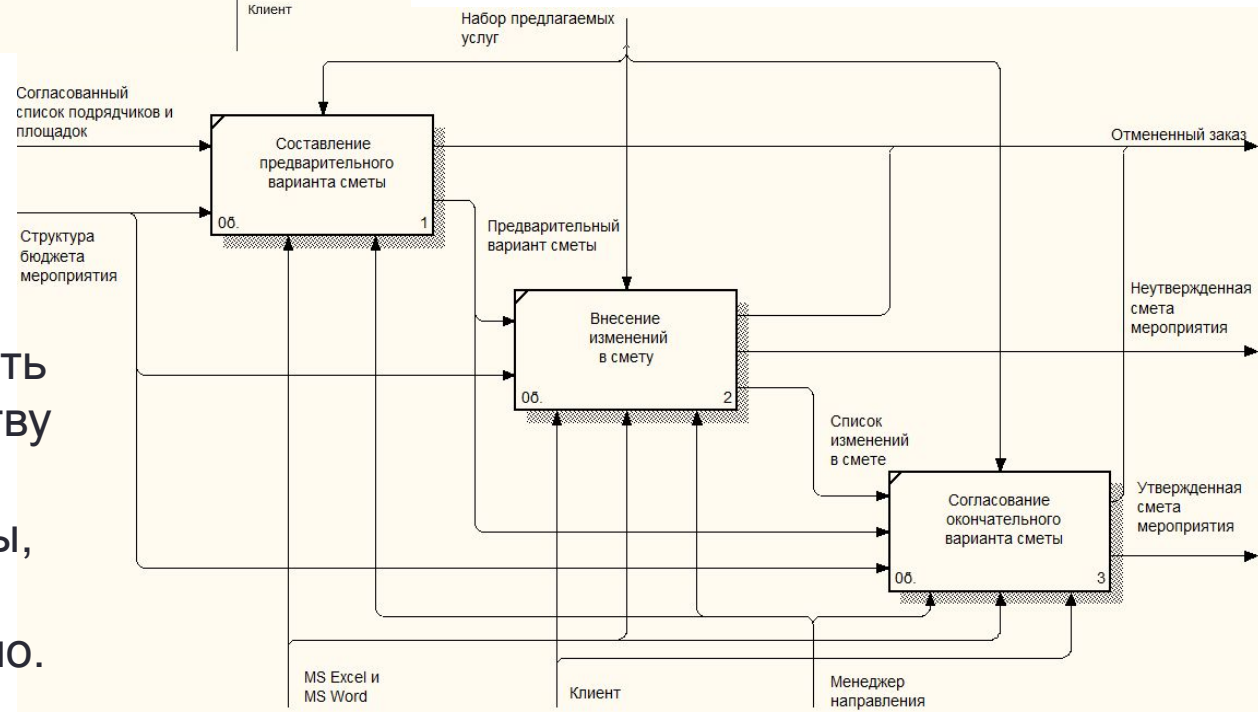 Клиент
Набор предлагаемых
услуг
Согласованный
список подрядчиков и
площадок
Составление
предварительного
варианта сметы
0б. 1
Отмененный заказ
Структура
бюджета
мероприятия
Предварительный
вариант сметы
Внесение
изменений
в смету
0б. 2
Неутвержденная
смета
мероприятия
ть
тву
ы,
ю.
Список
изменений
в смете
Согласование
окончательного
варианта сметы
0б. 3
Утвержденная
смета
мероприятия
MS Excel и
MS Word
Клиент
Менеджер
направления